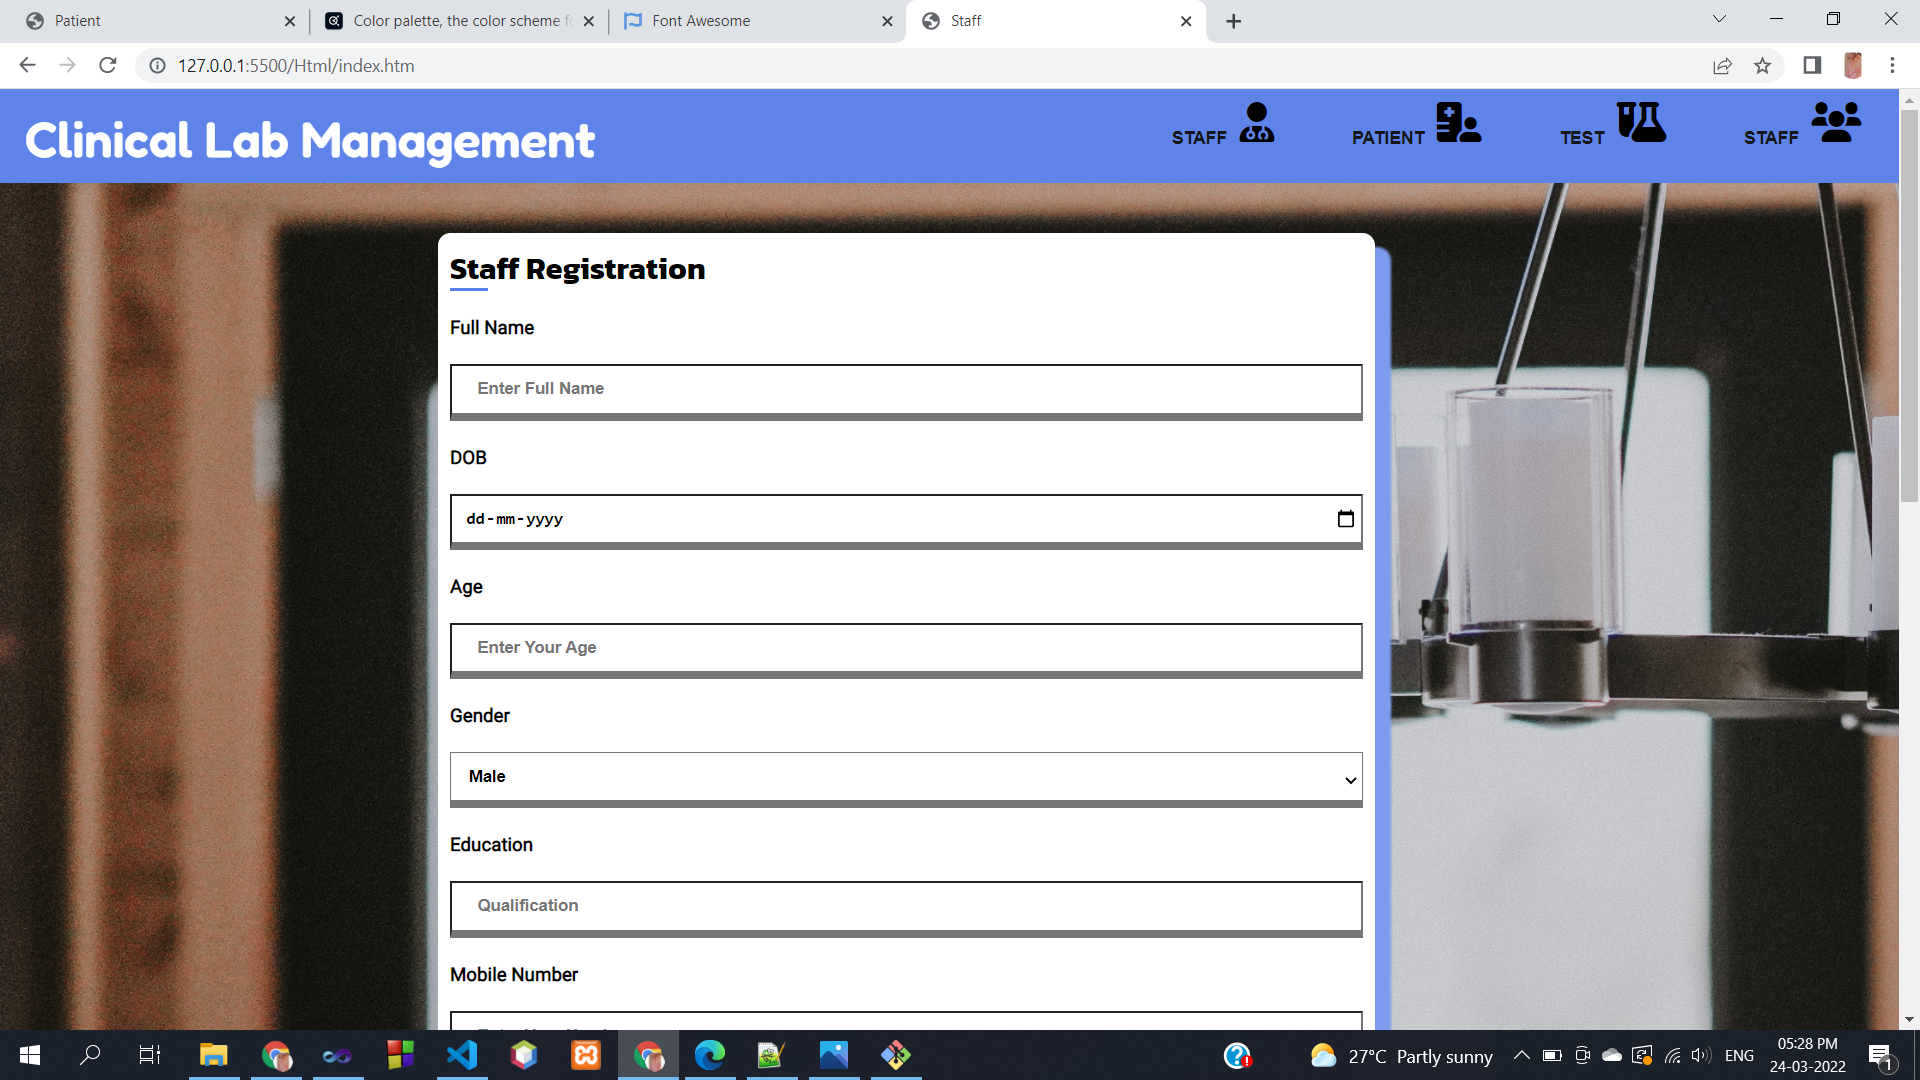 Patient
Color palette, the color scheme f
Font Awesome
Staff
127.0.0.1:5500/Html/index.htm
Clinical Lab Management
STAFF
PATIENT
TEST
STAFF
Staff Registration
Full Name
Enter Full Name
DOB
dd-mm-yyyy
Age
Enter Your Age
Gender
Male
Education
Qualification
Mobile Number
27°C Partly sunny
ENG
05:28 PM
24-03-2022
1